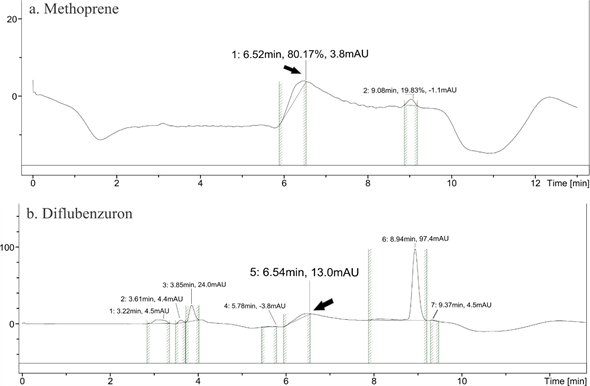 a. Methoprene
20
1: 6.52min, 80.17%, 3.8mAU
2: 9.08min, 19.83%, -1.1mAU
0
0 2 4 6 8 10 12 Time [min]
b. Diflubenzuron
6: 8.94min, 97.4mAU
100
5: 6.54min, 13.0mAU
3: 3.85min, 24.0mAU
2: 3.61min, 4.4mAU
4: 5.78min, -3.8mAU
7: 9.37min, 4.5mAU
1: 3.22min, 4.5mAU
0
0 2 4 6 8 10 12 Time [min]